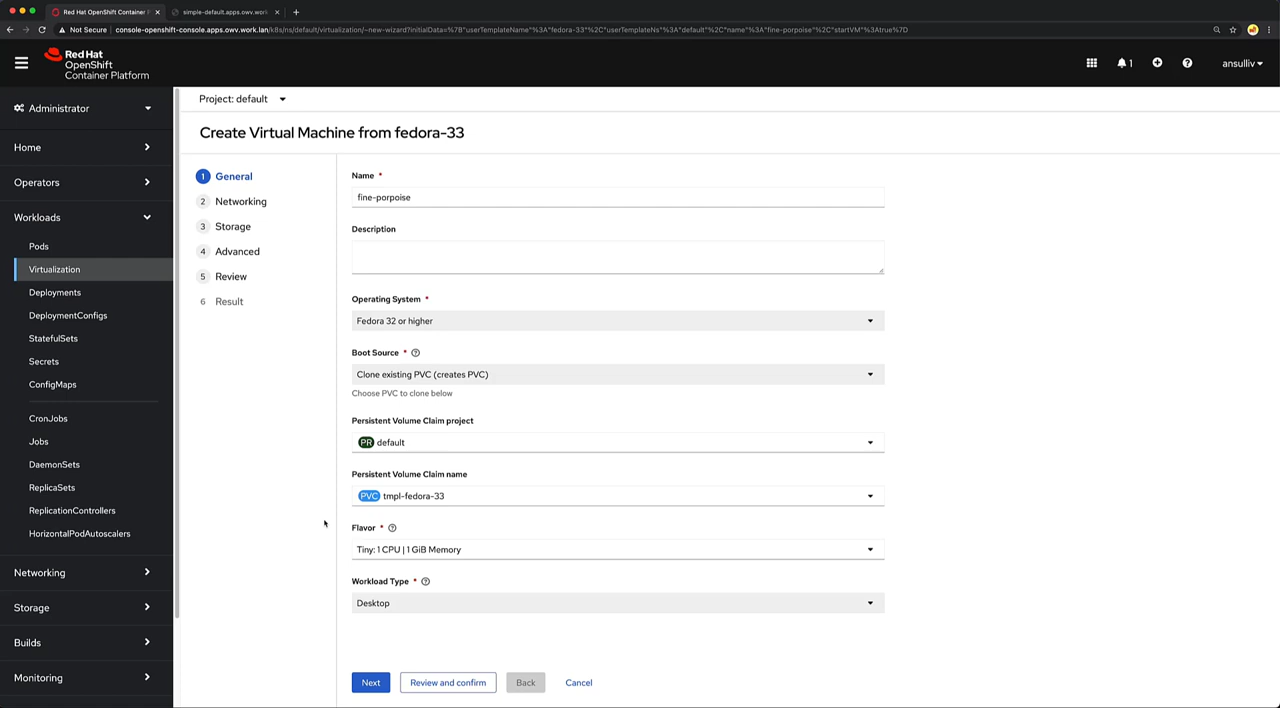 Red Hat OpenShift Container P
simple-default.apps.owv.work
Not Secure
console-openshift-console.apps.owv.work.lan/k8s/ns/default/virtualization/~new-wizard?initialData=%7B"userTemplateName"%3A"fedora-33"%2C"userTemplateNs"%3A"default"%2C"name"%3A"fine-porpoise"%2C"startVM"%3Atrue%7D
Red Hat
OpenShift
Container Platform
1
ansulliv
Administrator
Home
Operators
Workloads
Pods
Virtualization
Deployments
DeploymentConfigs
StatefulSets
Secrets
ConfigMaps
CronJobs
Jobs
DaemonSets
ReplicaSets
ReplicationControllers
HorizontalPodAutoscalers
Networking
Storage
Builds
Monitoring
Project: default
Create Virtual Machine from fedora-33
1 General
2 Networking
3 Storage
4 Advanced
5 Review
6 Result
Name *
fine-porpoise
Description
Operating System *
Fedora 32 or higher
Boot Source *
Clone existing PVC (creates PVC)
Choose PVC to clone below
Persistent Volume Claim project
PR default
Persistent Volume Claim name
PVC tmpl-fedora-33
Flavor *
Tiny: 1 CPU | 1 GiB Memory
Workload Type *
Desktop
Next
Review and confirm
Back
Cancel